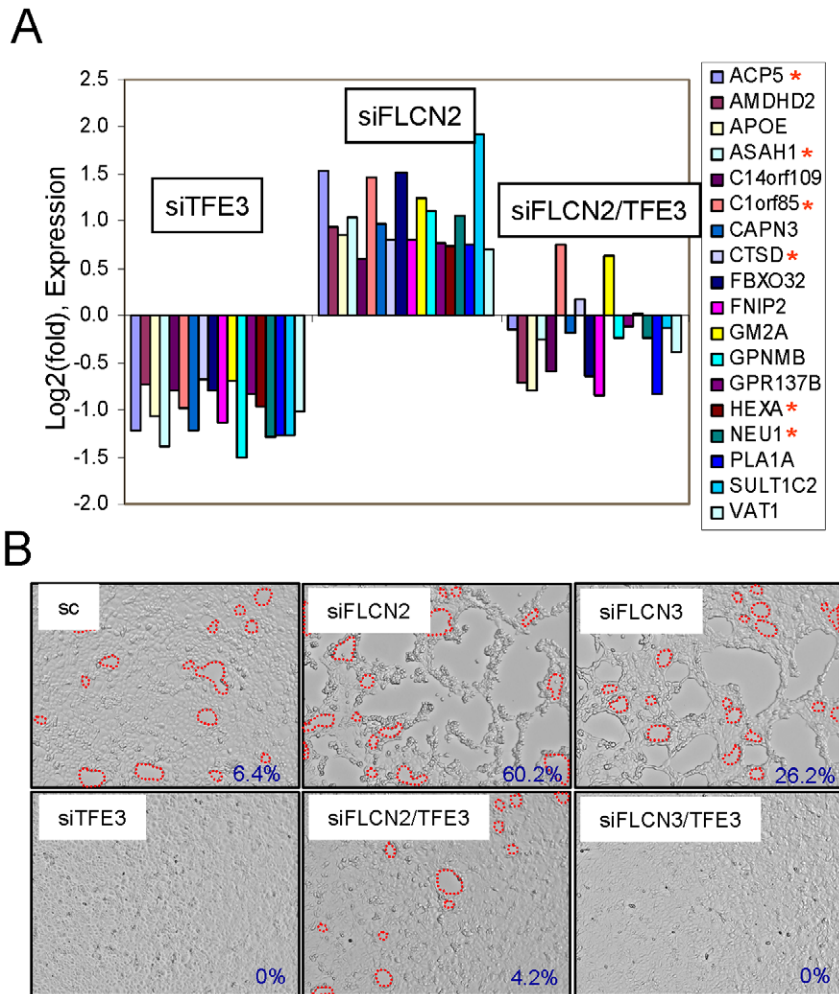 A
Log2(fold), Expression
2.5
2.0
1.5
1.0
0.5
0.0
-0.5
-1.0
-1.5
-2.0
siTFE3
siFLCN2
siFLCN2/TFE3
ACP5 *
AMDHD2
APOE
ASAH1 *
C14orf109
C1orf85 *
CAPN3
CTSD *
FBXO32
FNIP2
GM2A
GPNMB
GPR137B
HEXA *
NEU1 *
PLA1A
SULT1C2
VAT1
B
sc
6.4%
siFLCN2
60.2%
siFLCN3
26.2%
siTFE3
0%
siFLCN2/TFE3
4.2%
siFLCN3/TFE3
0%